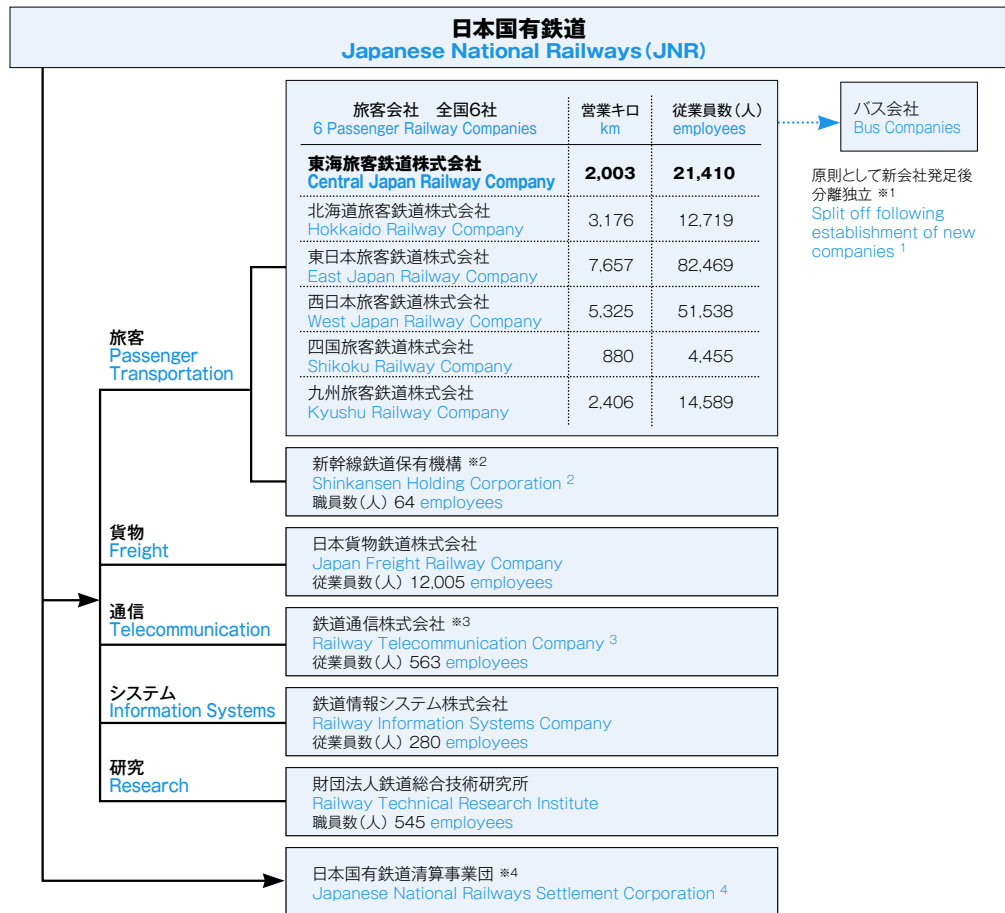 日本国有鉄道
Japanese National Railways(JNR)
旅客会社　全国6社
6 Passenger Railway Companies
営業キロ
km
従業員数(人)
employees
東海旅客鉄道株式会社
Central Japan Railway Company
2,003
21,410
北海道旅客鉄道株式会社
Hokkaido Railway Company
3,176
12,719
東日本旅客鉄道株式会社
East Japan Railway Company
7,657
82,469
西日本旅客鉄道株式会社
West Japan Railway Company
5,325
51,538
四国旅客鉄道株式会社
Shikoku Railway Company
880
4,455
九州旅客鉄道株式会社
Kyushu Railway Company
2,406
14,589
バス会社
Bus Companies
原則として新会社発足後
分離独立 ※1
Split off following
establishment of new
companies 1
旅客
Passenger
Transportation
新幹線鉄道保有機構 ※2
Shinkansen Holding Corporation 2
職員数(人) 64 employees
貨物
Freight
日本貨物鉄道株式会社
Japan Freight Railway Company
従業員数(人) 12,005 employees
通信
Telecommunication
鉄道通信株式会社 ※3
Railway Telecommunication Company 3
従業員数(人) 563 employees
システム
Information Systems
鉄道情報システム株式会社
Railway Information Systems Company
従業員数(人) 280 employees
研究
Research
財団法人鉄道総合技術研究所
Railway Technical Research Institute
職員数(人) 545 employees
日本国有鉄道清算事業団 ※4
Japanese National Railways Settlement Corporation 4